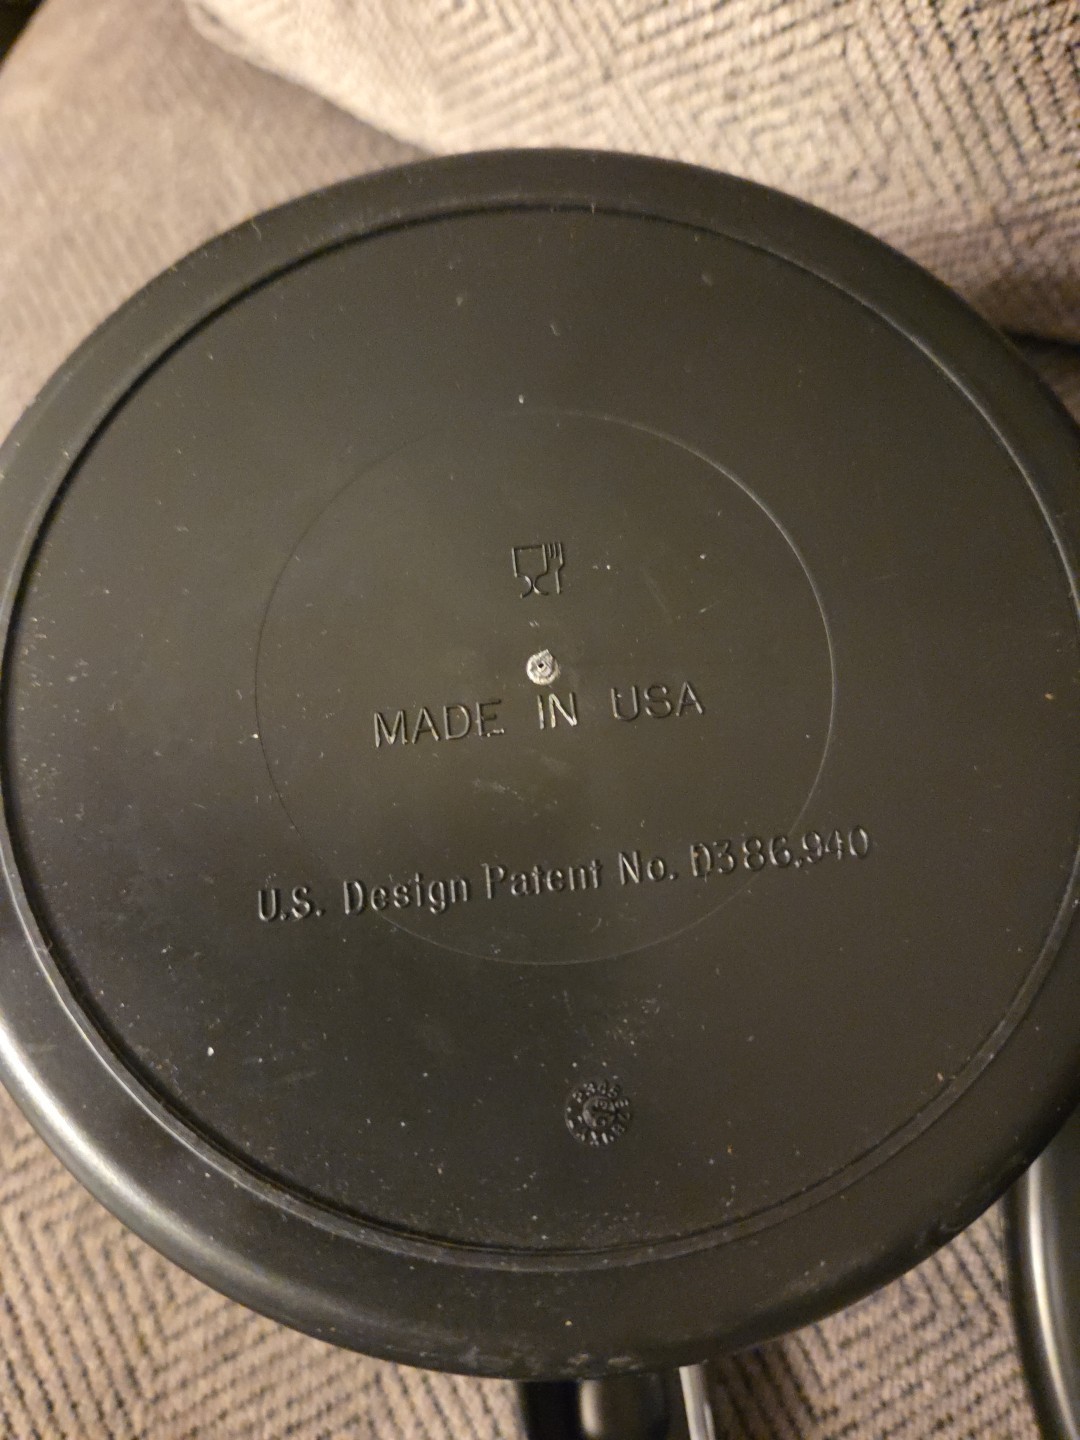 MADE IN USA
U.S. Design Patent No. D386,940